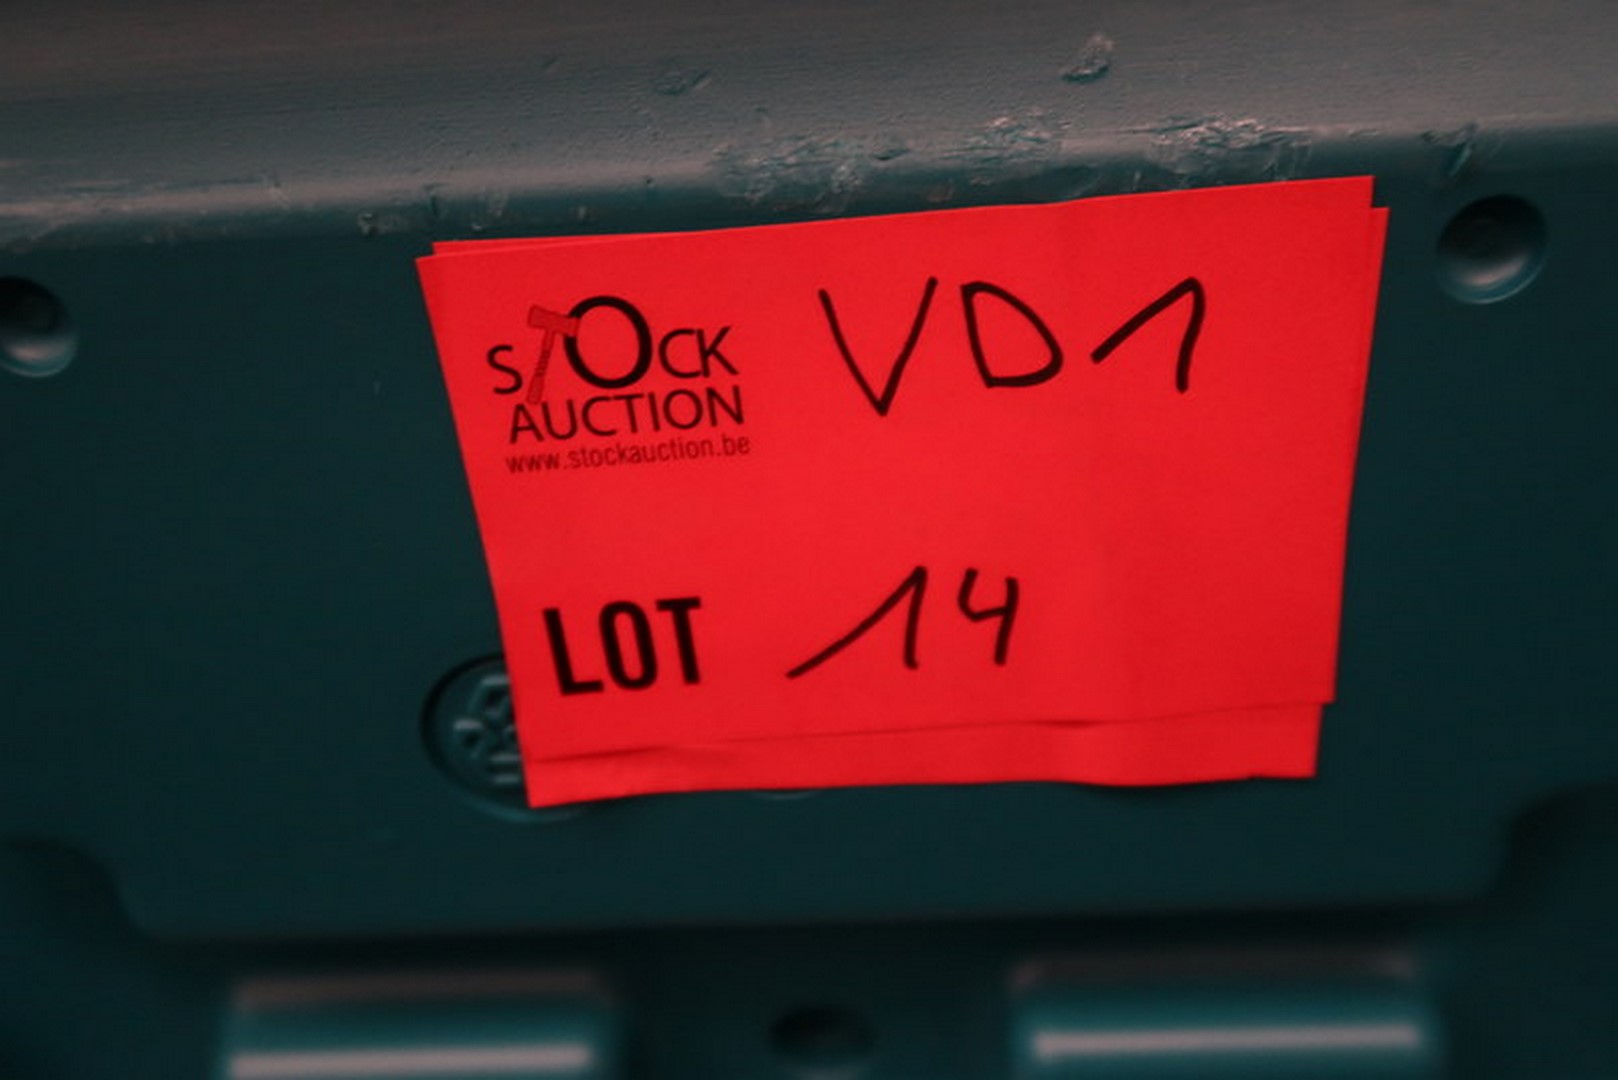 STOCK VD1
AUCTION
www.stockauction.be
LOT 14